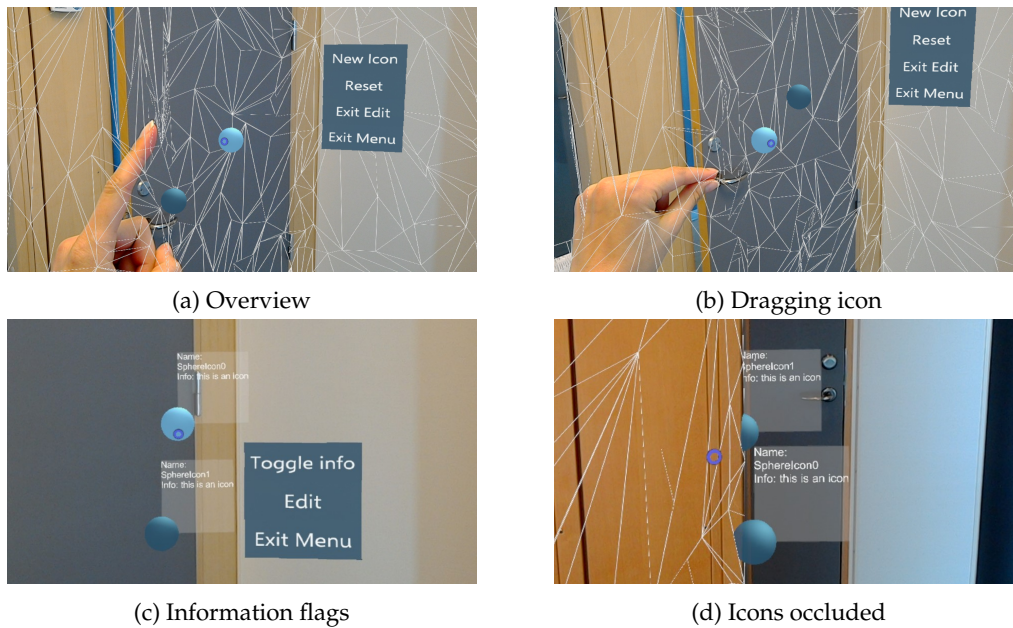 New Icon
Reset
Exit Edit
Exit Menu
(a) Overview
New Icon
Reset
Exit Edit
Exit Menu
(b) Dragging icon
Name:
SphereIcon0
Info: this is an icon
Name:
SphereIcon1
Info: this is an icon
Toggle info
Edit
Exit Menu
(c) Information flags
Name:
SphereIcon1
Info: this is an icon
Name:
SphereIcon0
Info: this is an icon
(d) Icons occluded